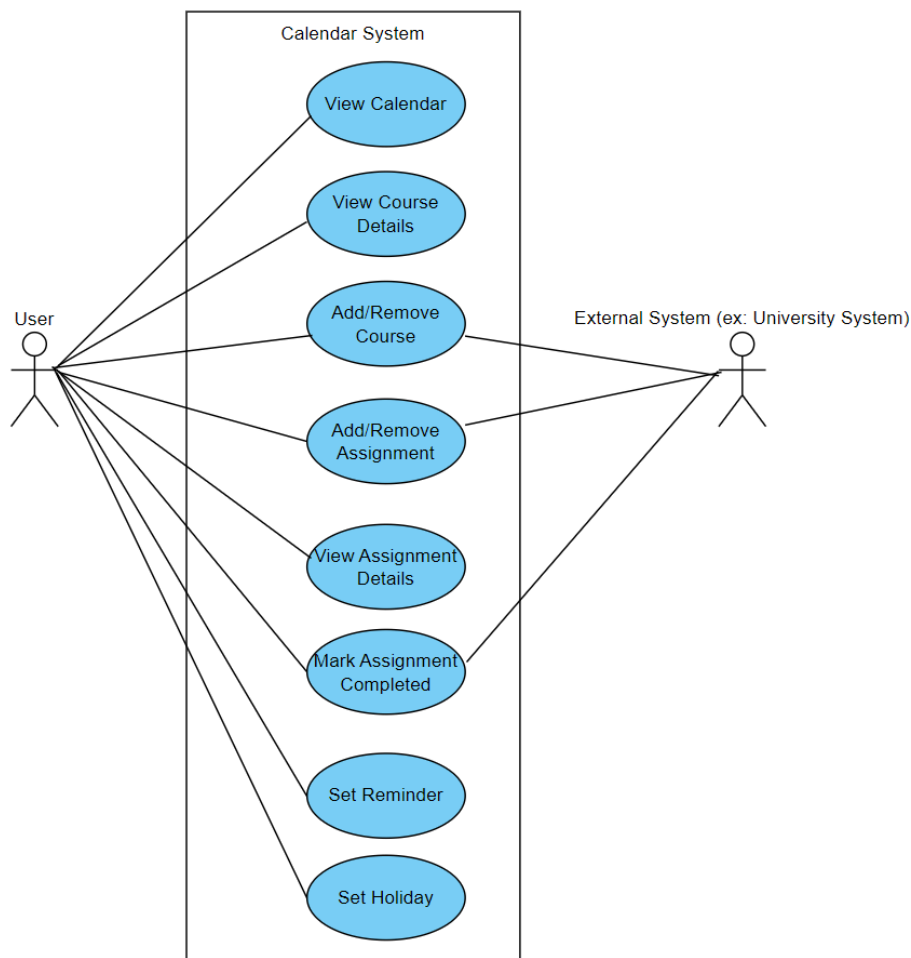 Calendar System
View Calendar
View Course
Details
User
Add/Remove
Course
External System (ex: University System)
Add/Remove
Assignment
View Assignment
Details
Mark Assignment
Completed
Set Reminder
Set Holiday